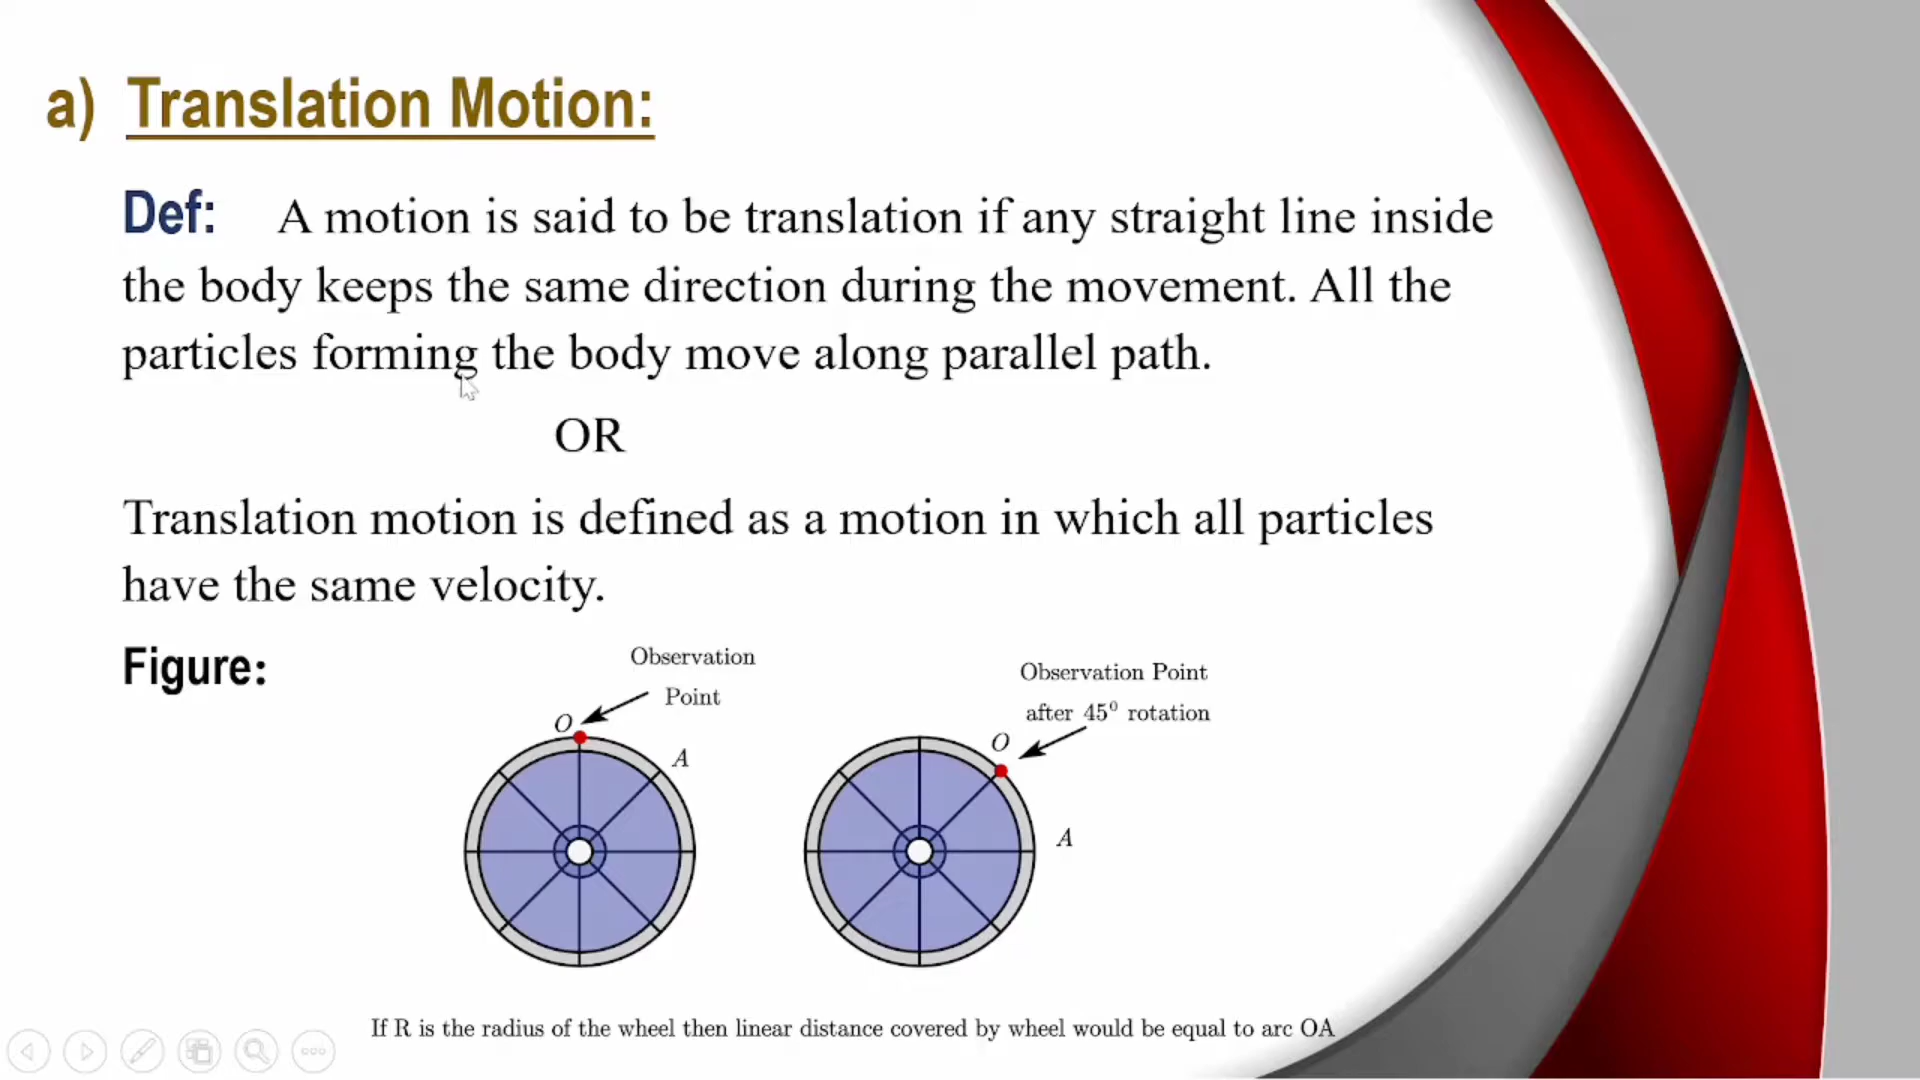 a) Translation Motion:
Def: A motion is said to be translation if any straight line inside
the body keeps the same direction during the movement. All the
particles forming the body move along parallel path.
OR
Translation motion is defined as a motion in which all particles
have the same velocity.
Figure:
Observation
Point
O
A
Observation Point
after 45⁰ rotation
O
A
If R is the radius of the wheel then linear distance covered by wheel would be equal to arc OA